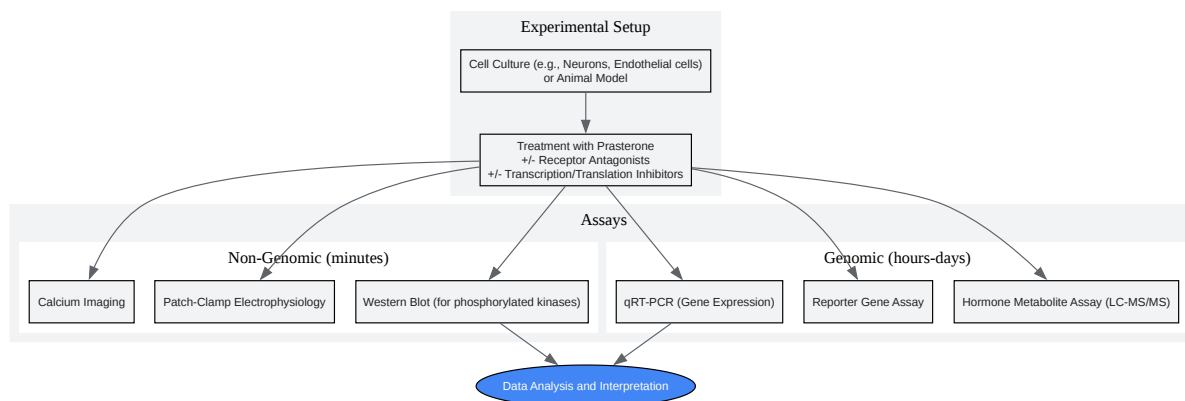 Experimental Setup
Cell Culture (e.g., Neurons, Endothelial cells)
or Animal Model
Treatment with Prasterone
+/- Receptor Antagonists
+/- Transcription/Translation Inhibitors
Assays
Non-Genomic (minutes)
Genomic (hours-days)
Calcium Imaging
Patch-Clamp Electrophysiology
Western Blot (for phosphorylated kinases)
qRT-PCR (Gene Expression)
Reporter Gene Assay
Hormone Metabolite Assay (LC-MS/MS)
Data Analysis and Interpretation